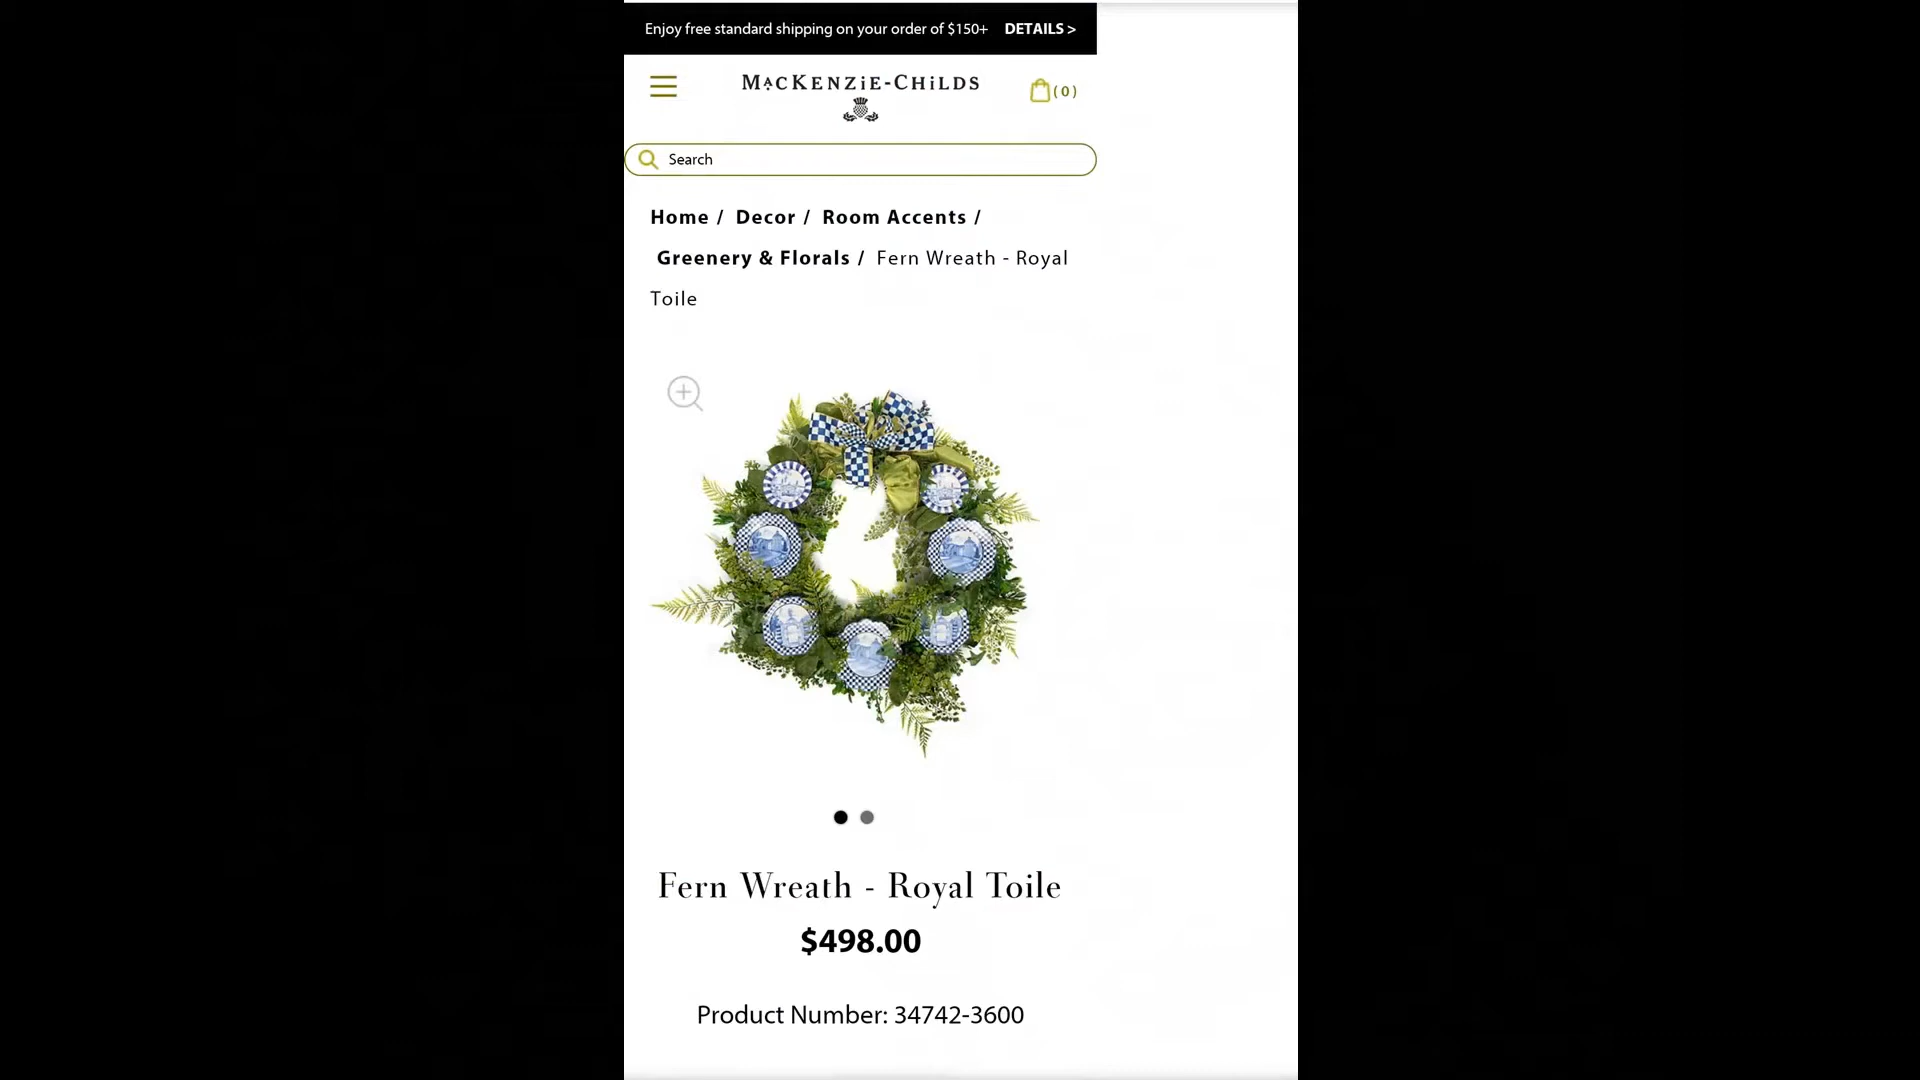 Enjoy free standard shipping on your order of $150+ DETAILS >
MACKENZiE-CHiLDS
(0)
Search
Home / Decor / Room Accents /
Greenery & Florals / Fern Wreath - Royal
Toile
Fern Wreath - Royal Toile
$498.00
Product Number: 34742-3600